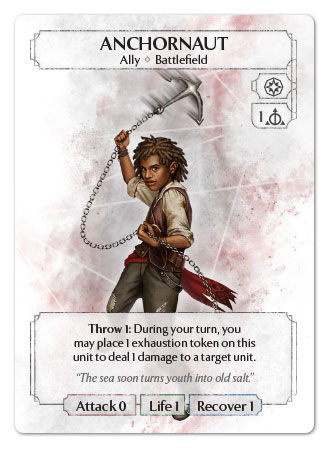 ANCHORNAUT
Ally ◇ Battlefield
1
Throw 1: During your turn, you
may place 1 exhaustion token on this
unit to deal 1 damage to a target unit.
“The sea soon turns youth into old salt.”
Attack 0 Life 1 Recover 1